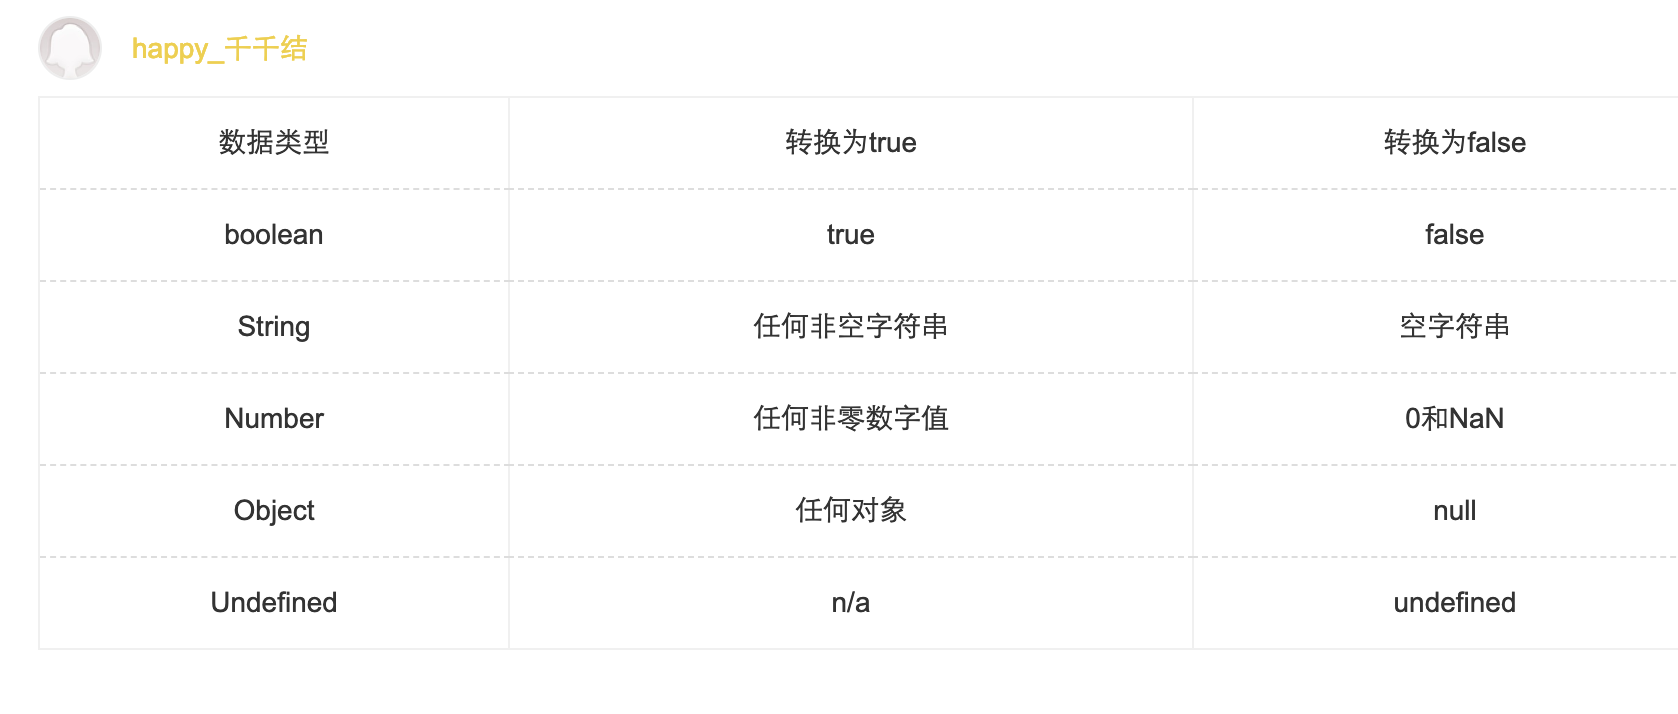 happy_千千结
数据类型 转换为true 转换为false
boolean true false
String 任何非空字符串 空字符串
Number 任何非零数字值 0和NaN
Object 任何对象 null
Undefined n/a undefined